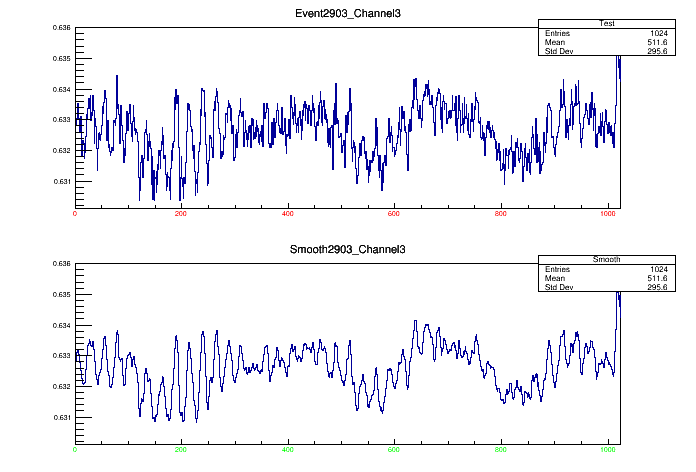 Event2903_Channel3
Test
Entries 1024
Mean 511.6
Std Dev 295.6
0.636
0.635
0.634
0.633
0.632
0.631
0 200 400 600 800 1000
Smooth2903_Channel3
Smooth
Entries 1024
Mean 511.6
Std Dev 295.6
0.636
0.635
0.634
0.633
0.632
0.631
0 200 400 600 800 1000